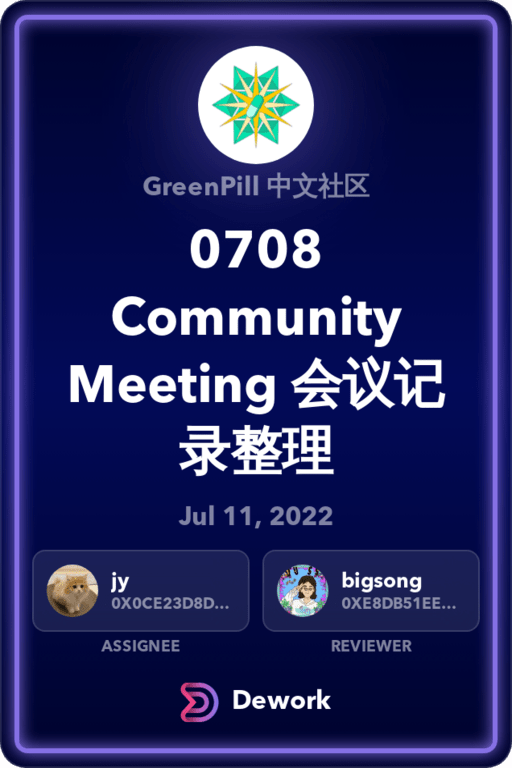 GreenPill 中文社区
0708
Community
Meeting 会议记
录整理
Jul 11, 2022
jy
0X0CE23D8D...
ASSIGNEE
bigsong
0XE8DB51EE...
REVIEWER
Dework